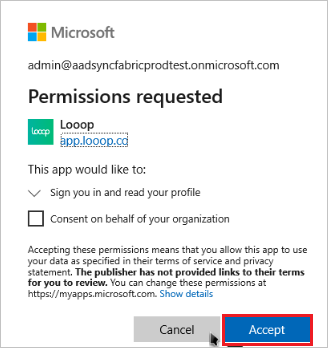 Microsoft
admin@aadsyncfabricprodtest.onmicrosoft.com
Permissions requested
Looop
Looop
app.looop.co
This app would like to:
Sign you in and read your profile
Consent on behalf of your organization
Accepting these permissions means that you allow this app to use
your data as specified in their terms of service and privacy
statement. The publisher has not provided links to their terms
for you to review. You can change these permissions at
https://myapps.microsoft.com. Show details
Cancel
Accept